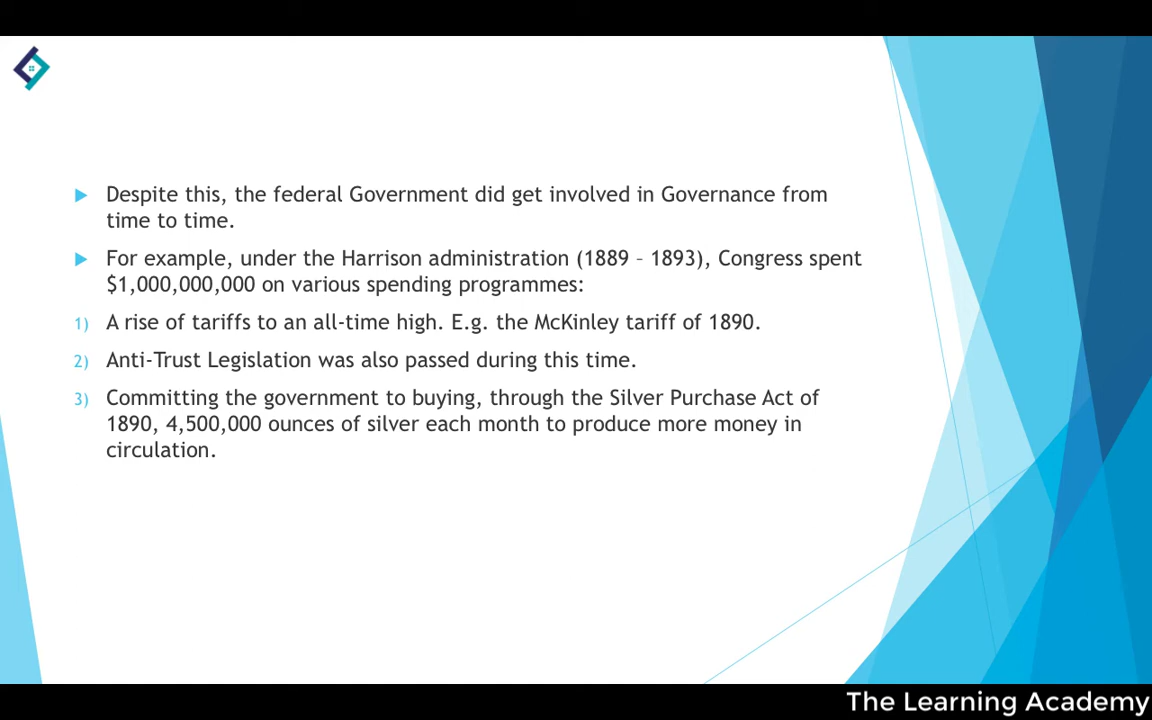 Despite this, the federal Government did get involved in Governance from
time to time.
For example, under the Harrison administration (1889 – 1893), Congress spent
$1,000,000,000 on various spending programmes:
1) A rise of tariffs to an all-time high. E.g. the McKinley tariff of 1890.
2) Anti-Trust Legislation was also passed during this time.
3) Committing the government to buying, through the Silver Purchase Act of
1890, 4,500,000 ounces of silver each month to produce more money in
circulation.
The Learning Academy